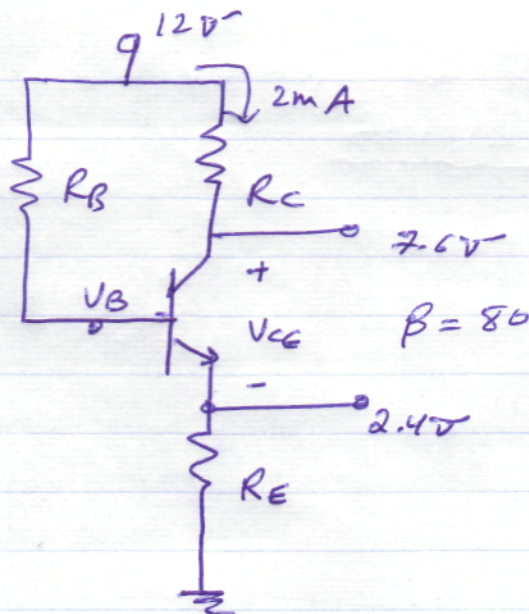 12v
2mA
RB
RC
7.6v
+
VB
VCE
β = 80
-
2.4v
RE